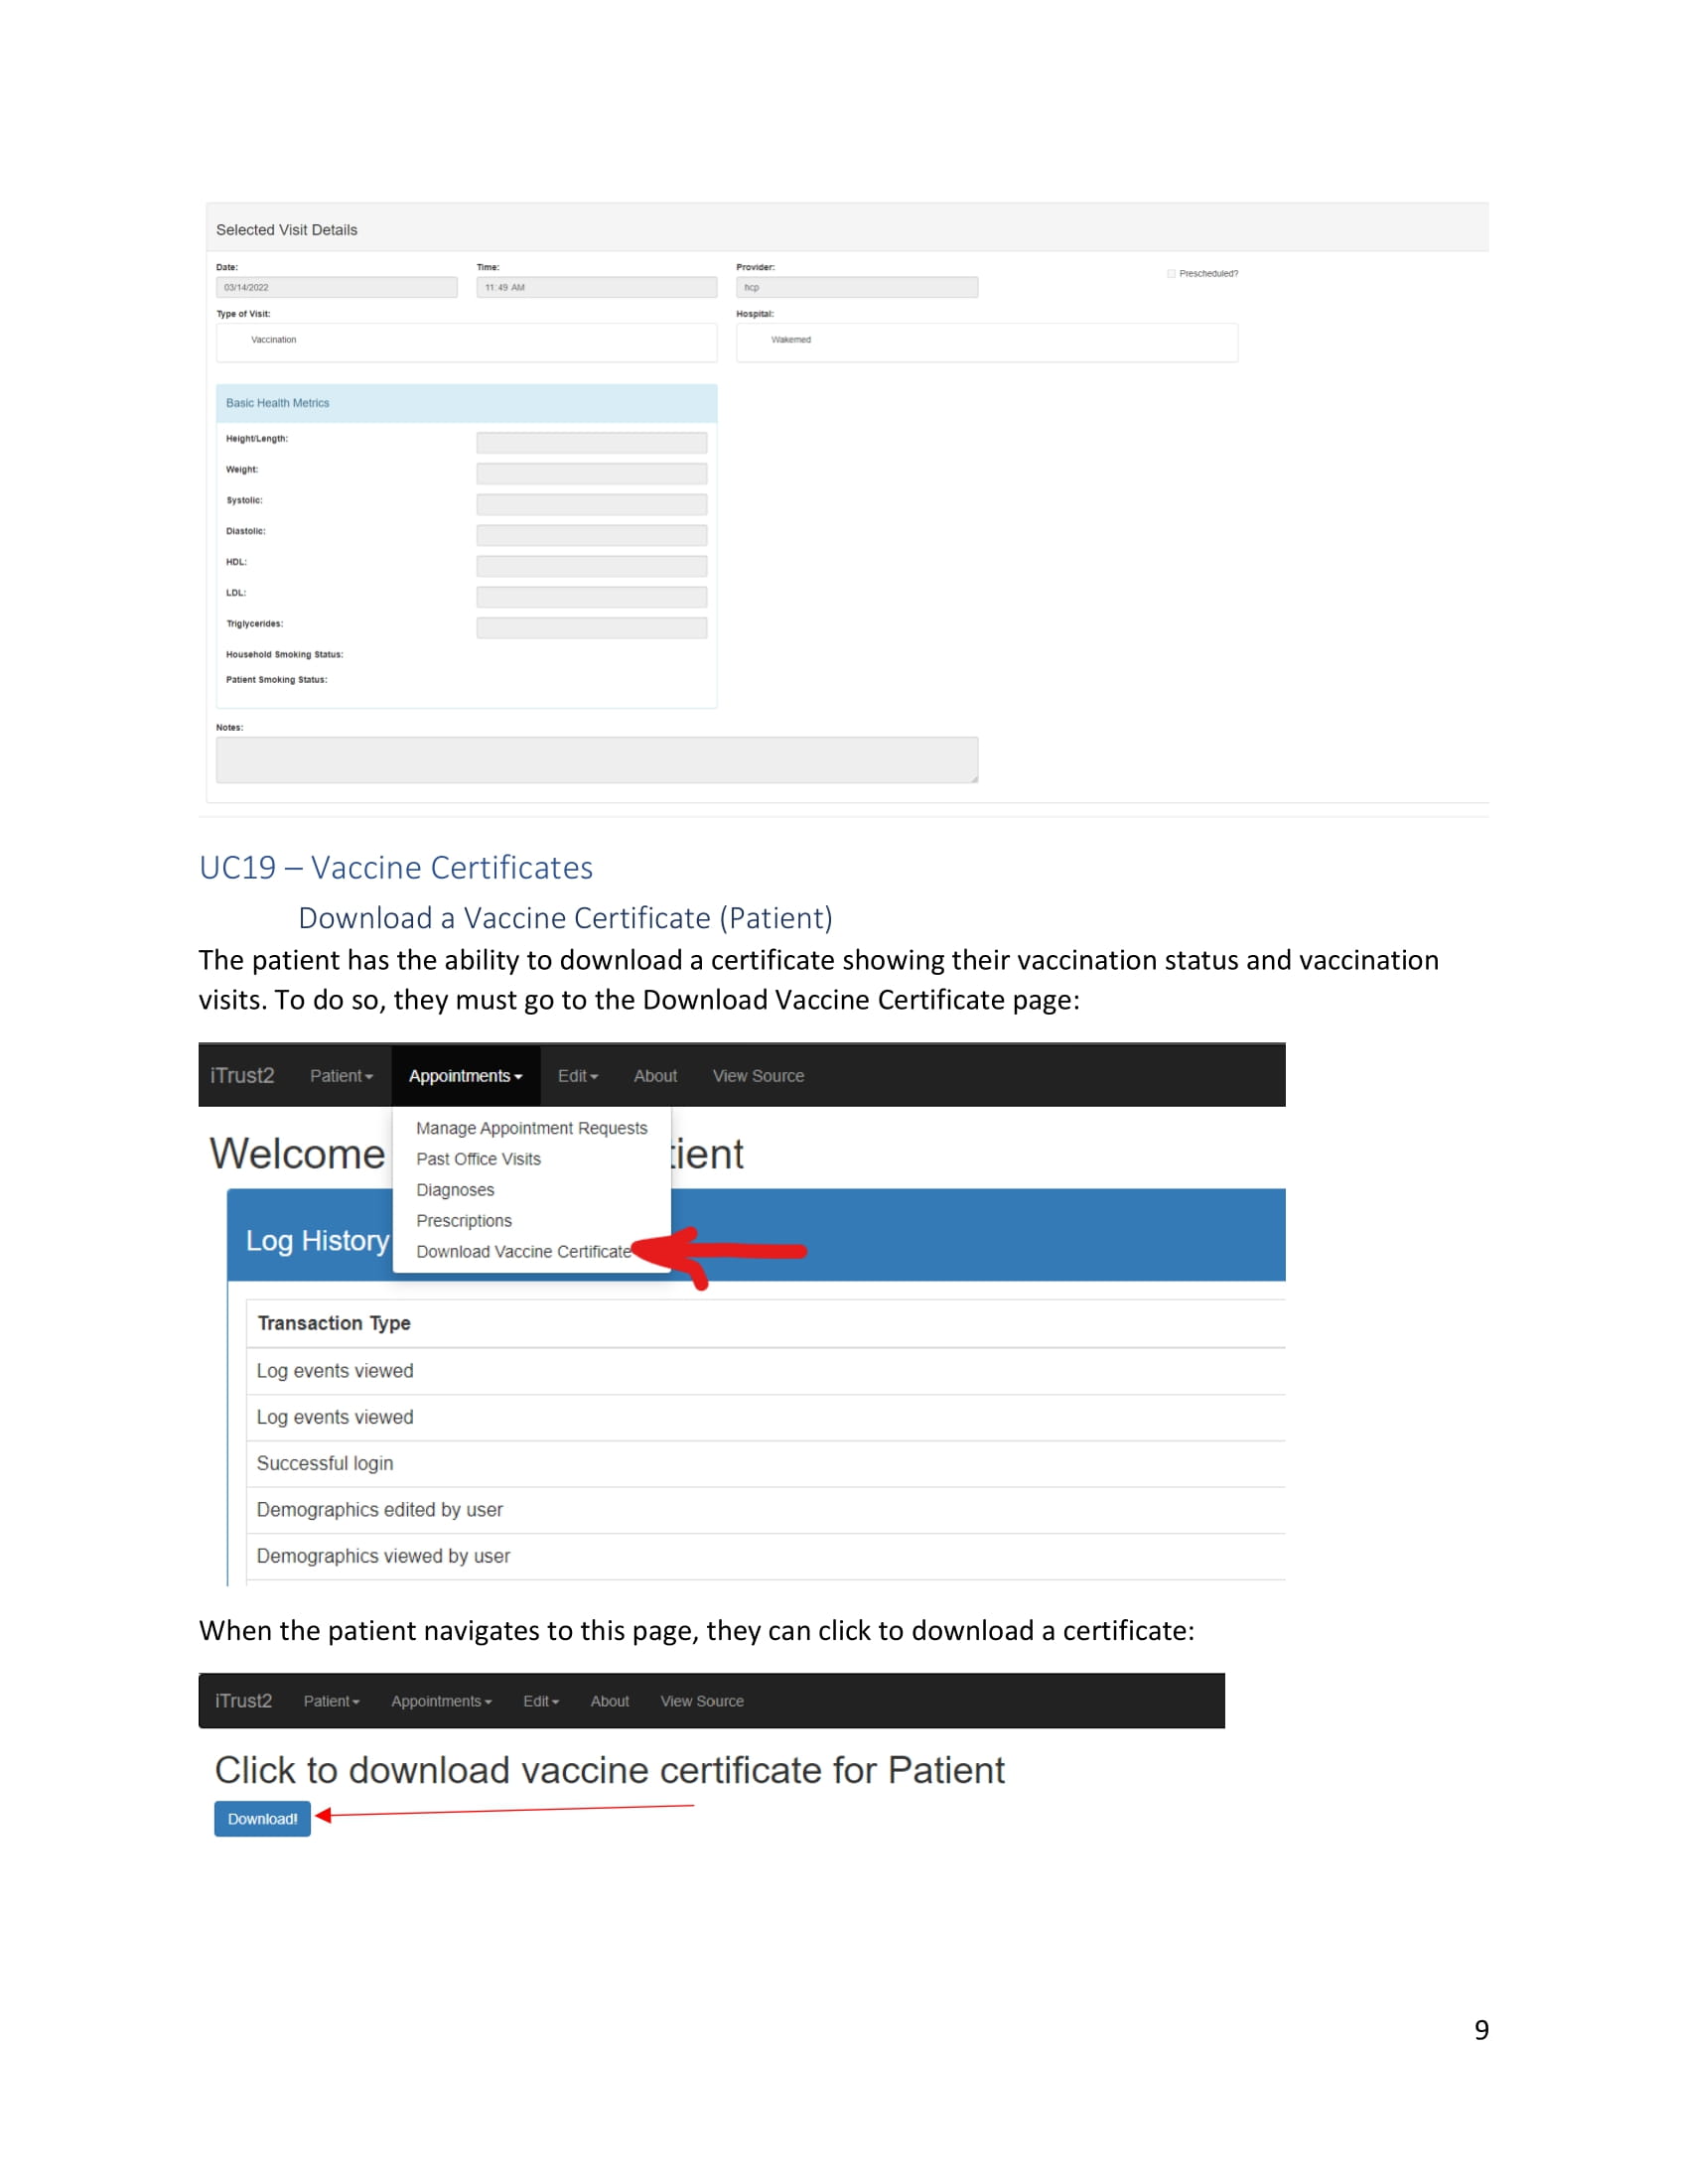 Selected Visit Details
Date: Time: Provider: Prescheduled?
03/14/2022 11:49 AM hcp
Type of Visit: Hospital:
Vaccination Wakemed
Basic Health Metrics
Height/Length:
Weight:
Systolic:
Diastolic:
HDL:
LDL:
Triglycerides:
Household Smoking Status:
Patient Smoking Status:
Notes:
UC19 – Vaccine Certificates
Download a Vaccine Certificate (Patient)
The patient has the ability to download a certificate showing their vaccination status and vaccination
visits. To do so, they must go to the Download Vaccine Certificate page:
iTrust2 Patient Appointments Edit About View Source
Manage Appointment Requests
Welcome tient
Past Office Visits
Diagnoses
Prescriptions
Log History
Download Vaccine Certificate
Transaction Type
Log events viewed
Log events viewed
Successful login
Demographics edited by user
Demographics viewed by user
When the patient navigates to this page, they can click to download a certificate:
iTrust2 Patient Appointments Edit About View Source
Click to download vaccine certificate for Patient
Download!
9